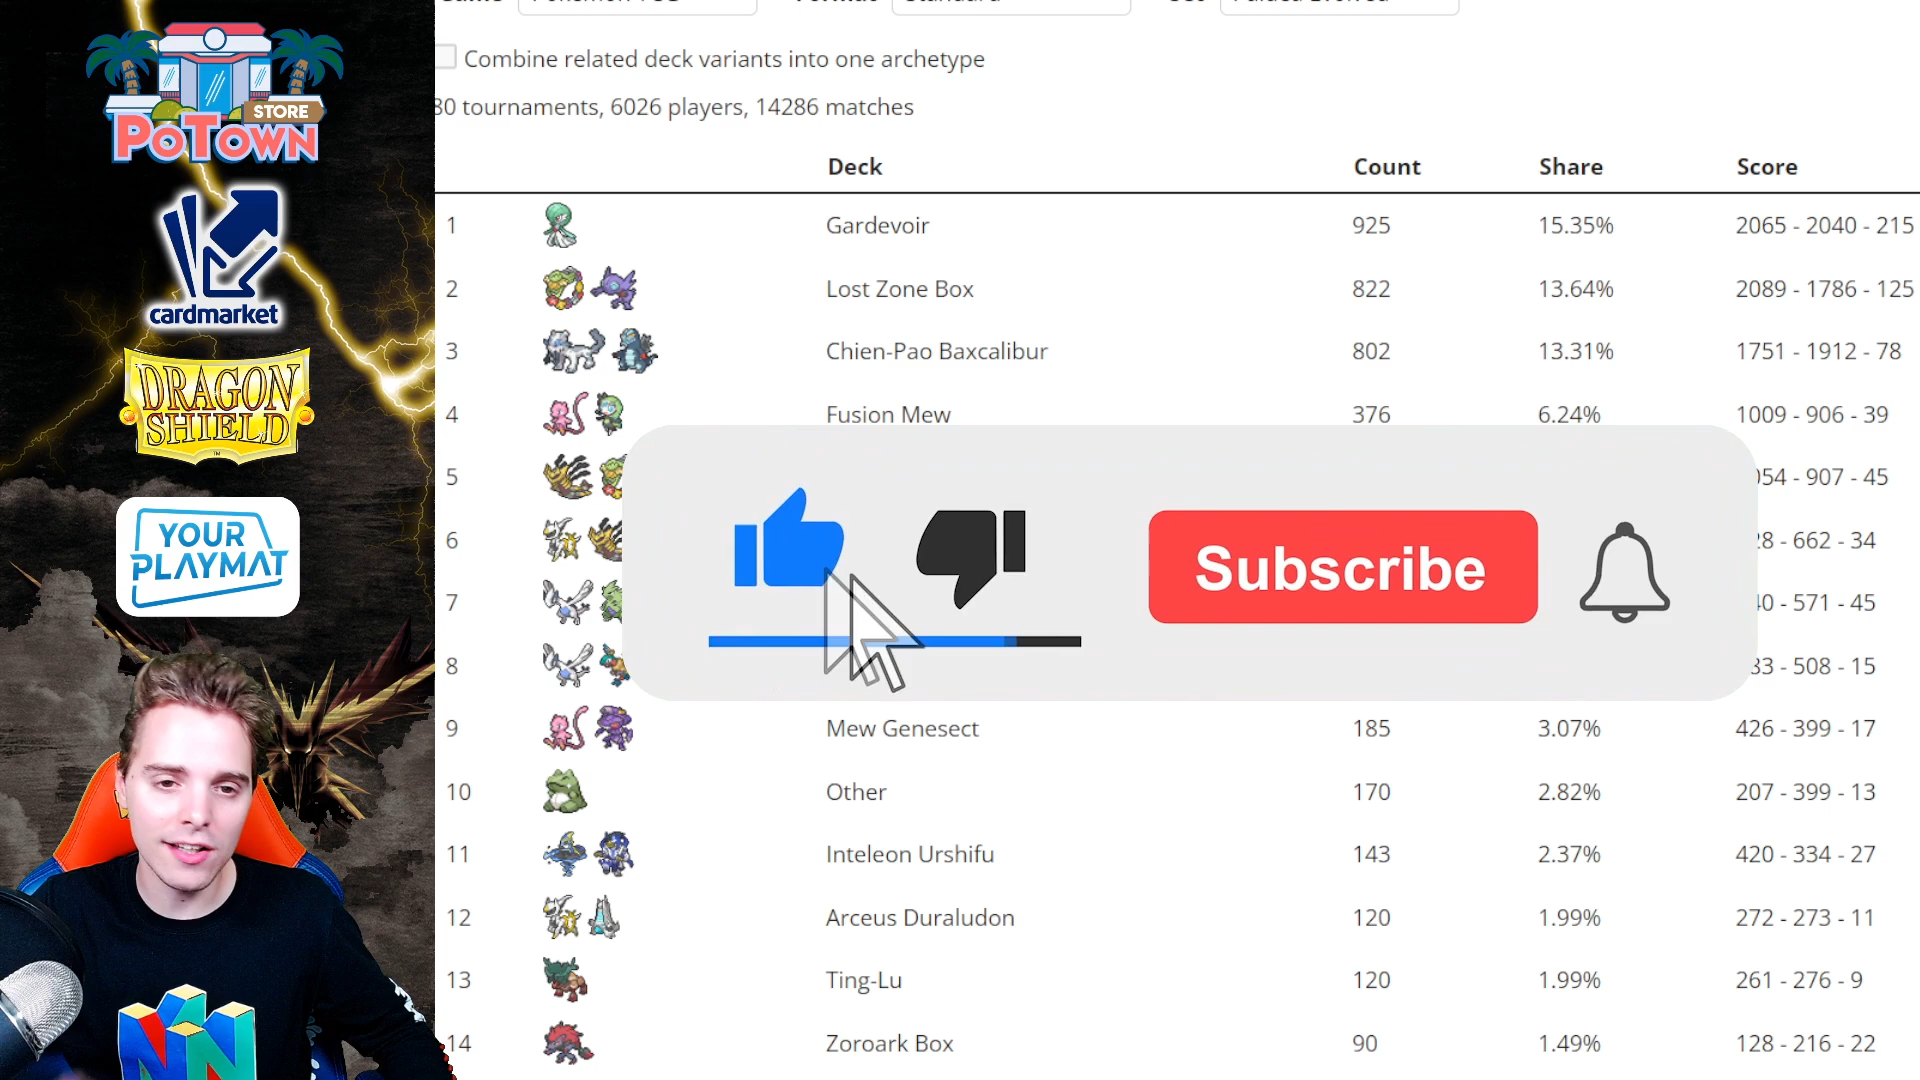 STORE
POTOWN
cardmarket
DRAGON
SHIELD
TM
YOUR
PLAYMAT
Combine related deck variants into one archetype
80 tournaments, 6026 players, 14286 matches
Deck Count Share Score
1 Gardevoir 925 15.35% 2065 - 2040 - 215
2 Lost Zone Box 822 13.64% 2089 - 1786 - 125
3 Chien-Pao Baxcalibur 802 13.31% 1751 - 1912 - 78
4 Fusion Mew 376 6.24% 1009 - 906 - 39
5 054 - 907 - 45
6 28 - 662 - 34
7 40 - 571 - 45
8 33 - 508 - 15
Subscribe
9 Mew Genesect 185 3.07% 426 - 399 - 17
10 Other 170 2.82% 207 - 399 - 13
11 Inteleon Urshifu 143 2.37% 420 - 334 - 27
12 Arceus Duraludon 120 1.99% 272 - 273 - 11
13 Ting-Lu 120 1.99% 261 - 276 - 9
14 Zoroark Box 90 1.49% 128 - 216 - 22